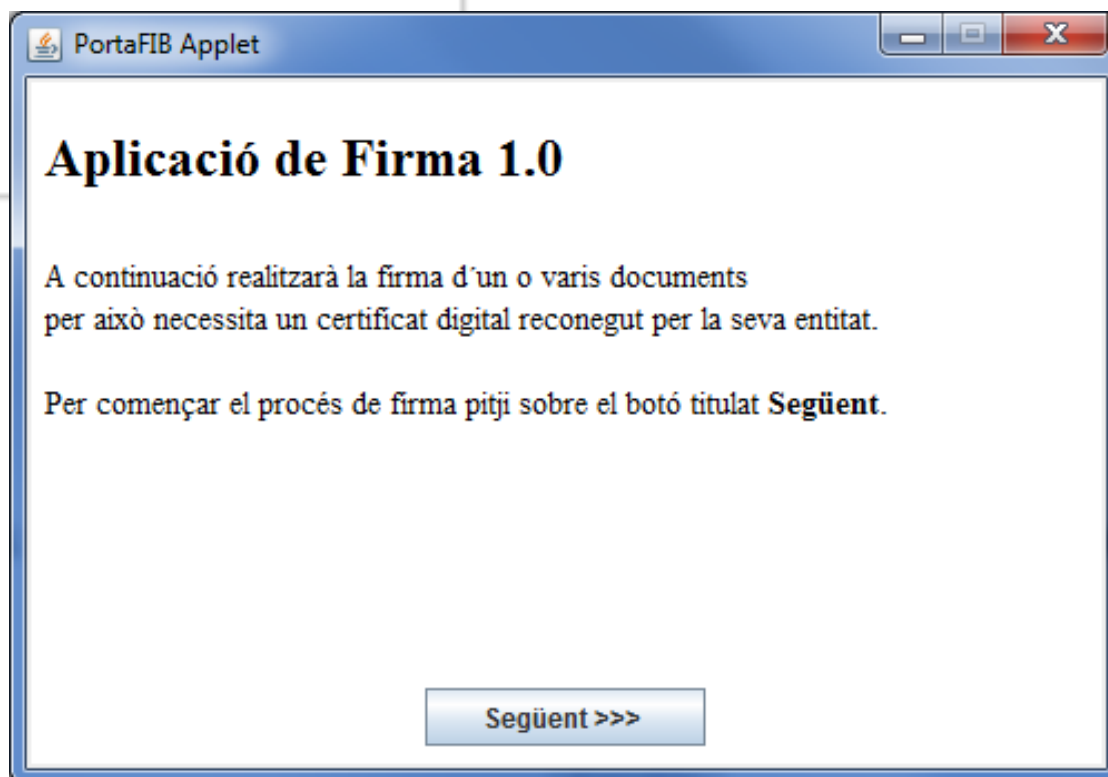 PortaFIB Applet
Aplicació de Firma 1.0
A continuació realitzarà la firma d´un o varis documents
per això necessita un certificat digital reconegut per la seva entitat.
Per començar el procés de firma pitji sobre el botó titulat Següent.
Següent >>>